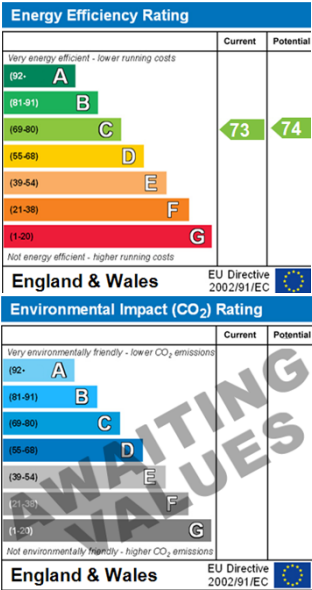 Energy Efficiency Rating
Current Potential
Very energy efficient - lower running costs
(92- A
(81-91) B
(69-80) C 73 74
(55-68) D
(39-54) E
(21-38) F
(1-20) G
Not energy efficient - higher running costs
England & Wales
EU Directive
2002/91/EC
Environmental Impact (CO2) Rating
Current Potential
Very environmentally friendly - lower CO2 emissions
(92- A
(81-91) B
(69-80) C
(55-68) D
(39-54) E
(21-38) F
(1-20) G
AWAITING
VALUES
Not environmentally friendly - higher CO2 emissions
England & Wales
EU Directive
2002/91/EC